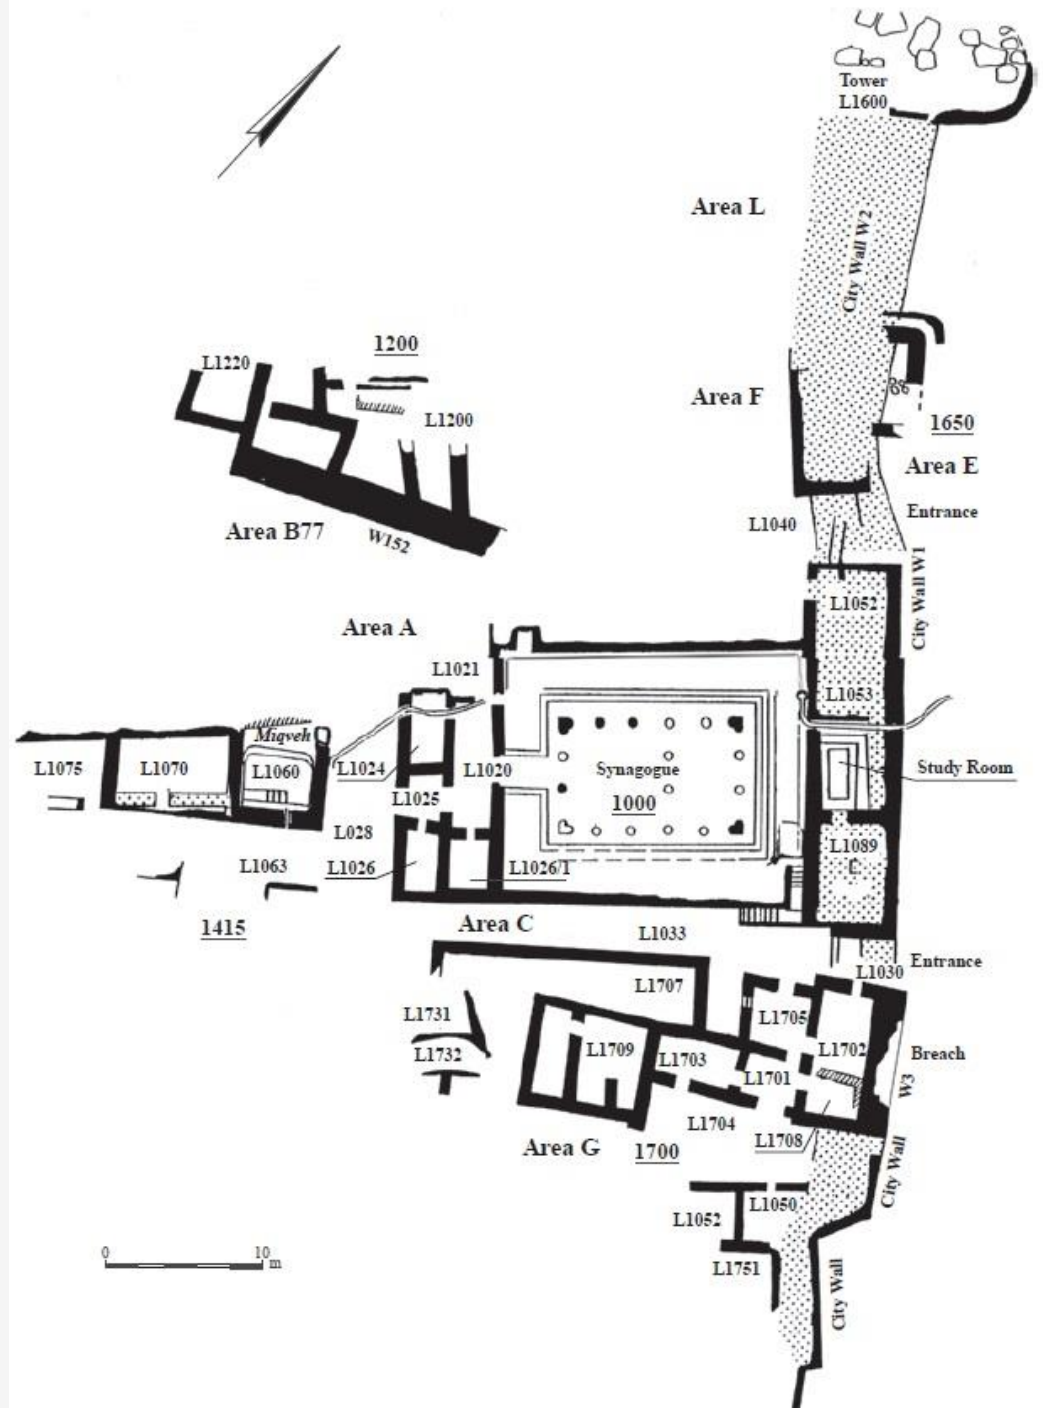 Tower
L1600
Area L
City Wall W2
1200
L1220
L1200
Area F
1650
Area E
Entrance
L1040
Area B77
W152
City Wall W1
L1052
Area A
L1021
L1053
Miqveh
L1075
L1070
L1060
L1024
L1020
Synagogue
1000
Study Room
L1025
L028
L1063
L1026
L1026/1
L1089
1415
Area C
L1033
Entrance
L1030
L1707
L1731
L1705
L1732
L1709
L1703
L1702
Breach
L1701
W3
L1704
L1708
Area G
1700
City Wall
L1050
L1052
L1751
City Wall
0 10 m